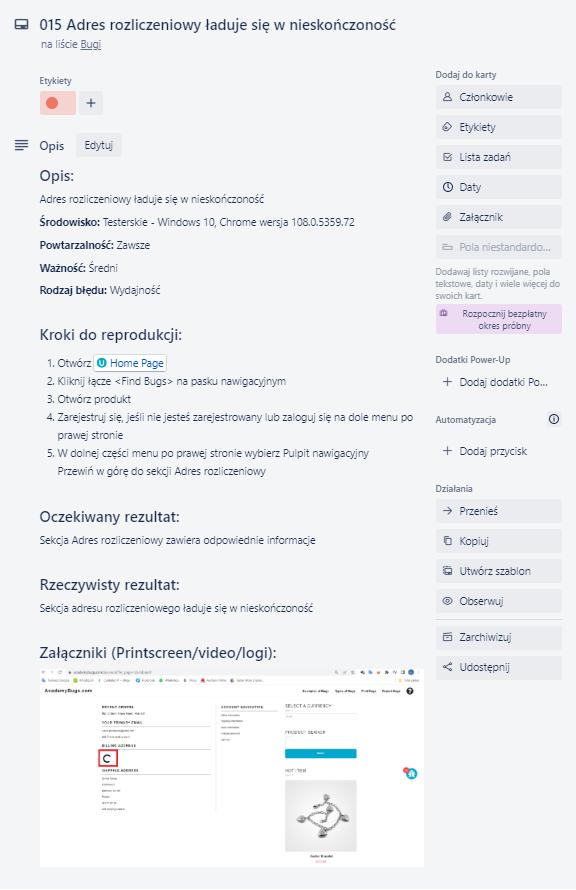 015 Adres rozliczeniowy ładuje się w nieskończoność
na liście Bugi
Etykiety
Opis
Edytuj
Opis:
Adres rozliczeniowy ładuje się w nieskończoność
Środowisko: Testerskie - Windows 10, Chrome wersja 108.0.5359.72
Powtarzalność: Zawsze
Ważność: Średni
Rodzaj błędu: Wydajność
Kroki do reprodukcji:
1. Otwórz Home Page
2. Kliknij łącze <Find Bugs> na pasku nawigacyjnym
3. Otwórz produkt
4. Zarejestruj się, jeśli nie jesteś zarejestrowany lub zaloguj się na dole menu po
prawej stronie
5. W dolnej części menu po prawej stronie wybierz Pulpit nawigacyjny
Przewiń w górę do sekcji Adres rozliczeniowy
Oczekiwany rezultat:
Sekcja Adres rozliczeniowy zawiera odpowiednie informacje
Rzeczywisty rezultat:
Sekcja adresu rozliczeniowego ładuje się w nieskończoność
Załączniki (Printscreen/video/logi):
AcademyBugs.com
YOUR PRIMARY EMAIL
BILLING ADDRESS
SHIPPING ADDRESS
ACCOUNT NAVIGATION
SELECT A CURRENCY
PRODUCT SEARCH
HOT ITEM
Dodaj do karty
Członkowie
Etykiety
Lista zadań
Daty
Załącznik
Pola niestandardo...
Dodawaj listy rozwijane, pola
tekstowe, daty i wiele więcej do
swoich kart.
Rozpocznij bezpłatny
okres próbny
Dodatki Power-Up
+ Dodaj dodatki Po...
Automatyzacja
+ Dodaj przycisk
Działania
Przenieś
Kopiuj
Utwórz szablon
Obserwuj
Zarchiwizuj
Udostępnij